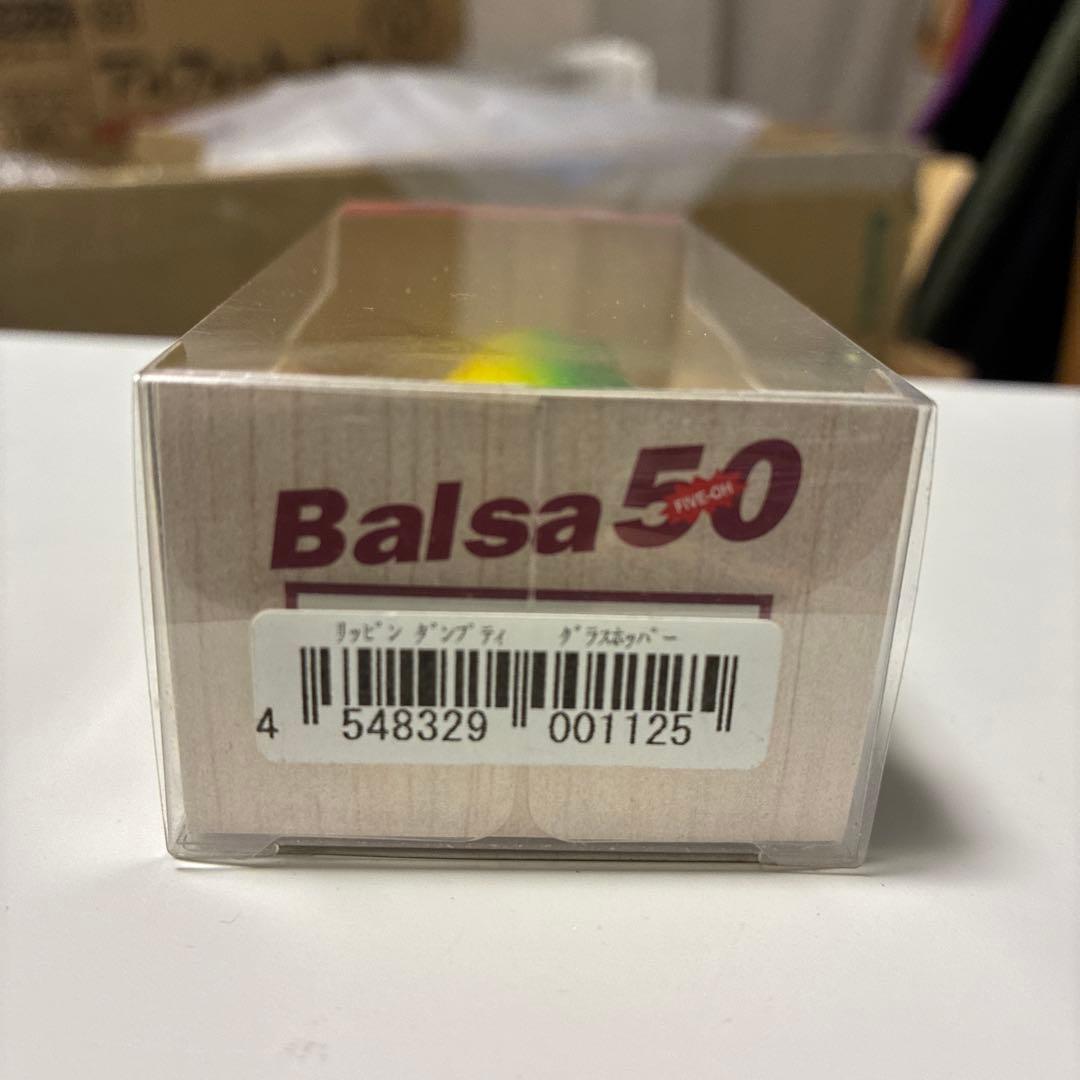 Balsa50
FIVE-OH
ﾘｯﾋﾟﾝ ﾀﾞﾝﾌﾟﾃｨ ｸﾞﾗｽﾎｯﾊﾟｰ
4 548329 001125